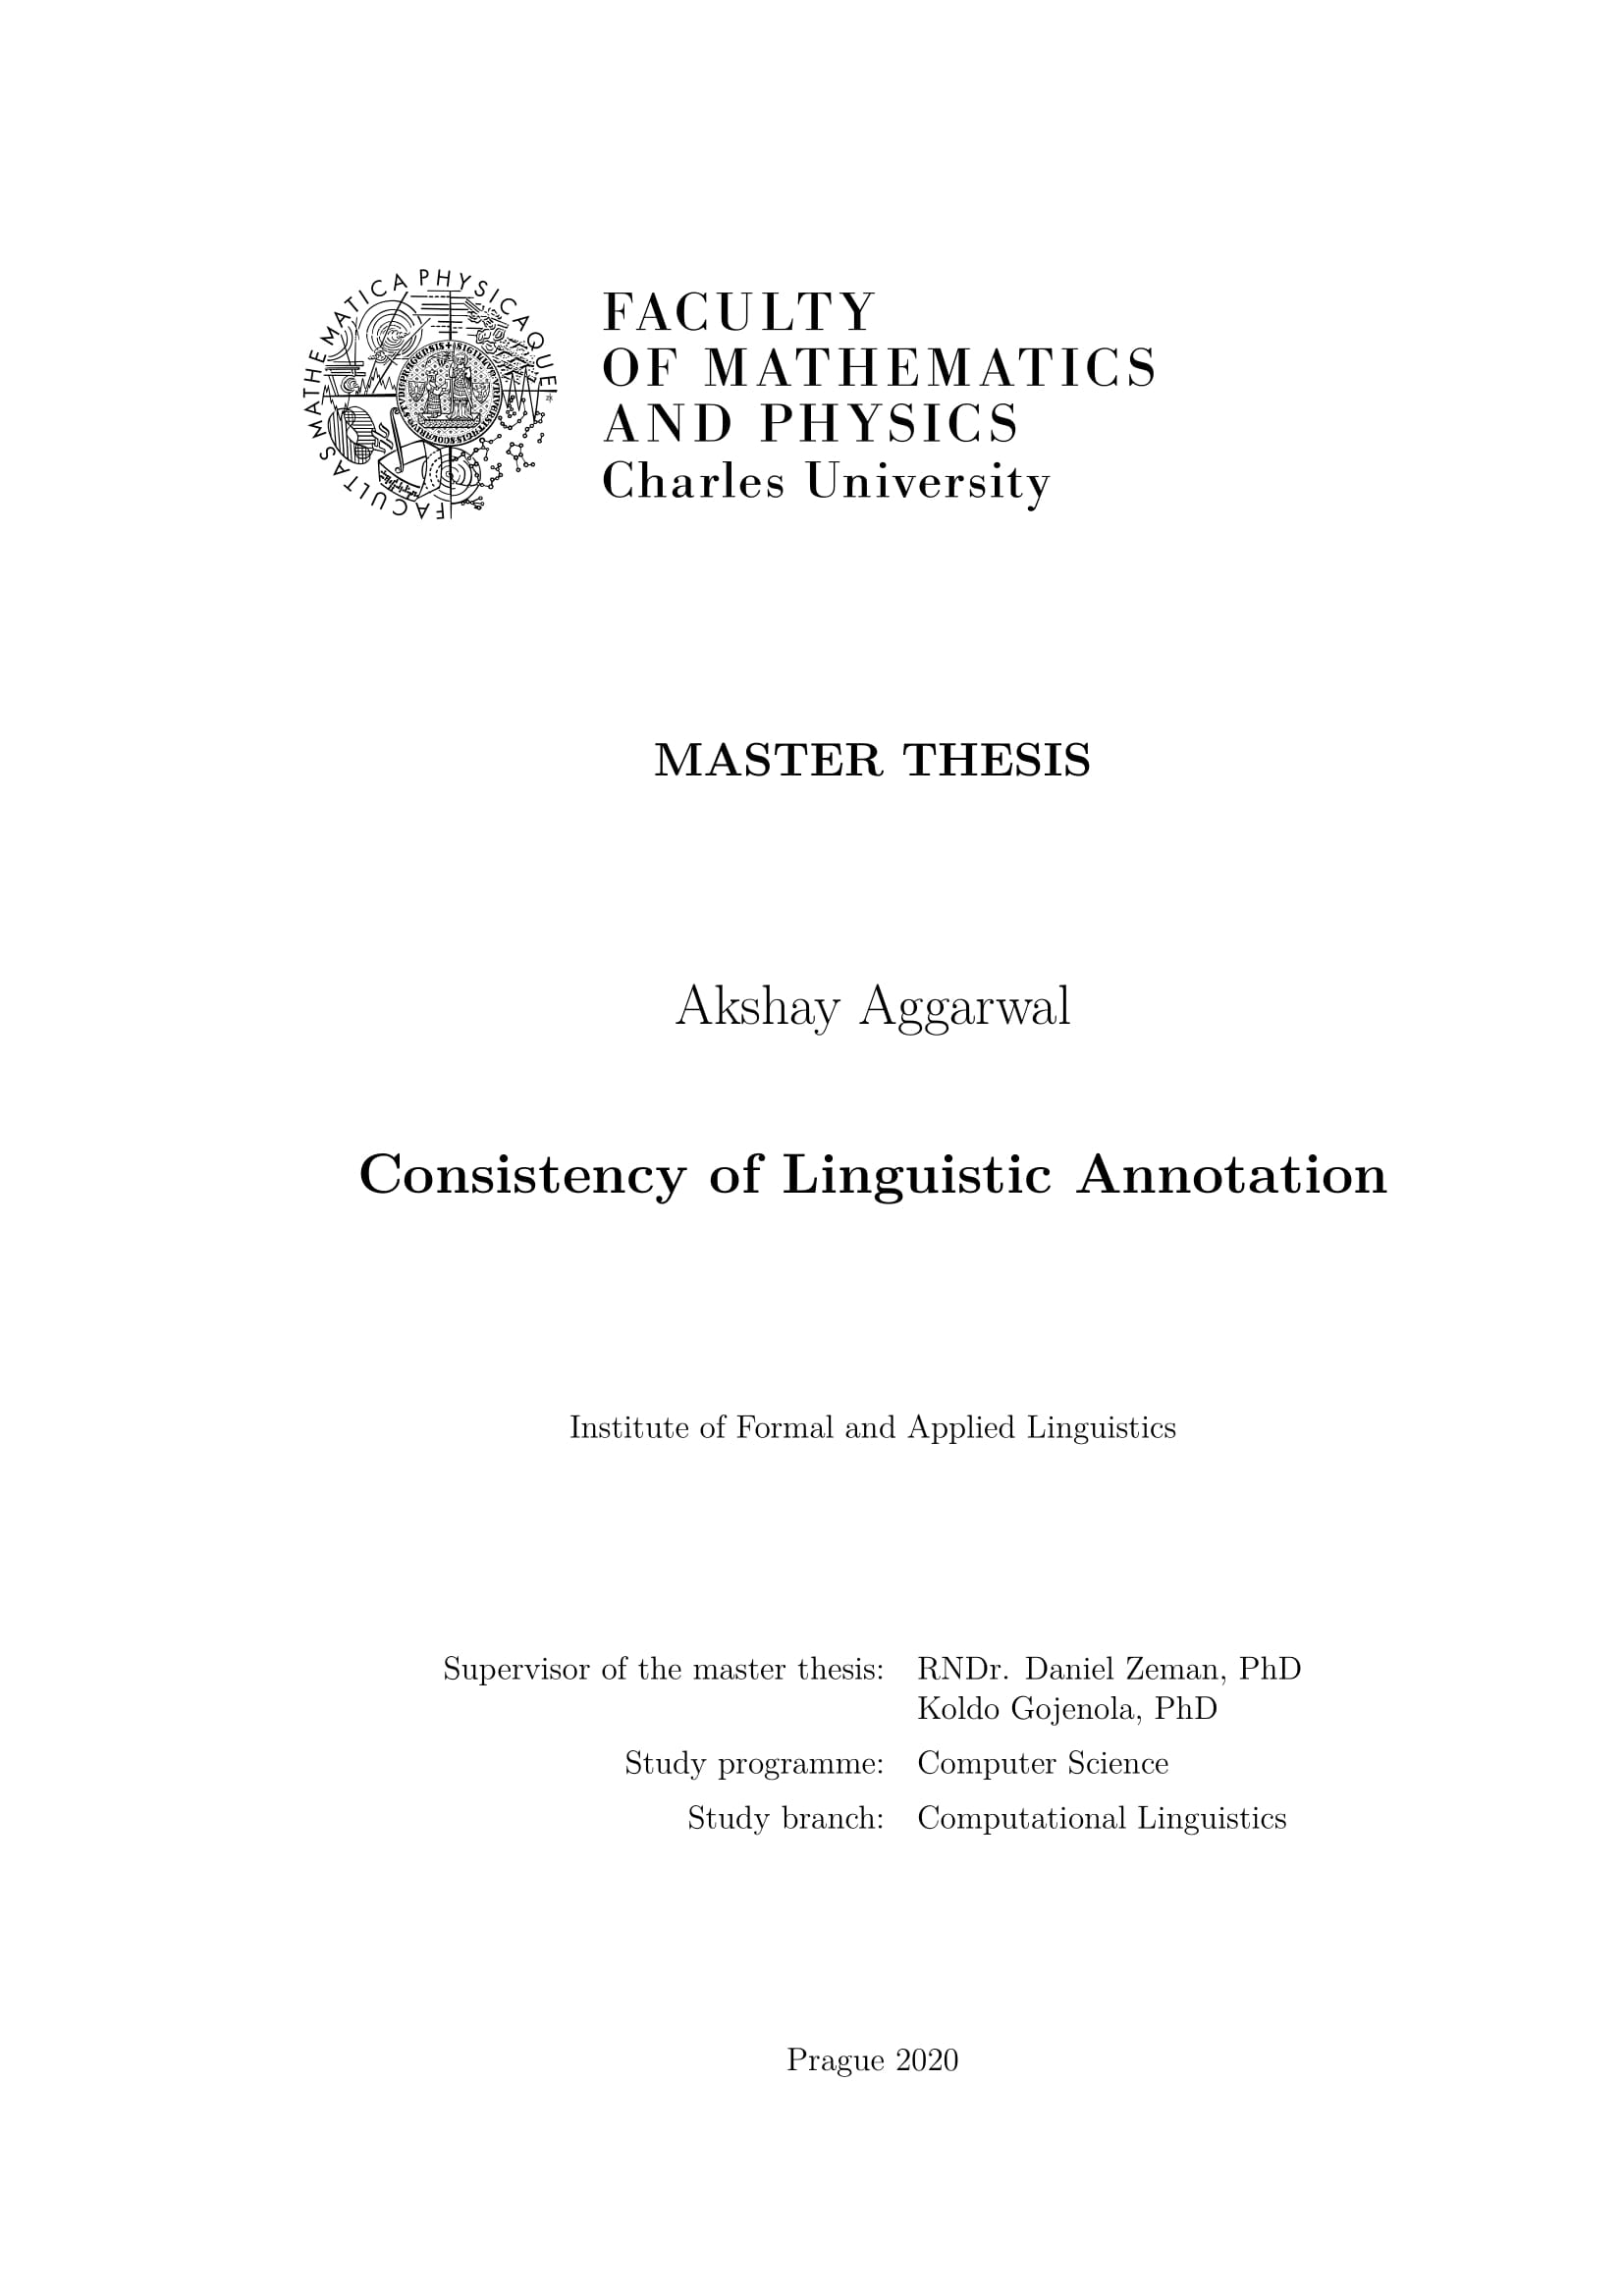 FACULTAS MATHEMATICA PHYSICAQUE
FACULTY
OF MATHEMATICS
AND PHYSICS
Charles University
MASTER THESIS
Akshay Aggarwal
Consistency of Linguistic Annotation
Institute of Formal and Applied Linguistics
Supervisor of the master thesis: RNDr. Daniel Zeman, PhD
Koldo Gojenola, PhD
Study programme: Computer Science
Study branch: Computational Linguistics
Prague 2020